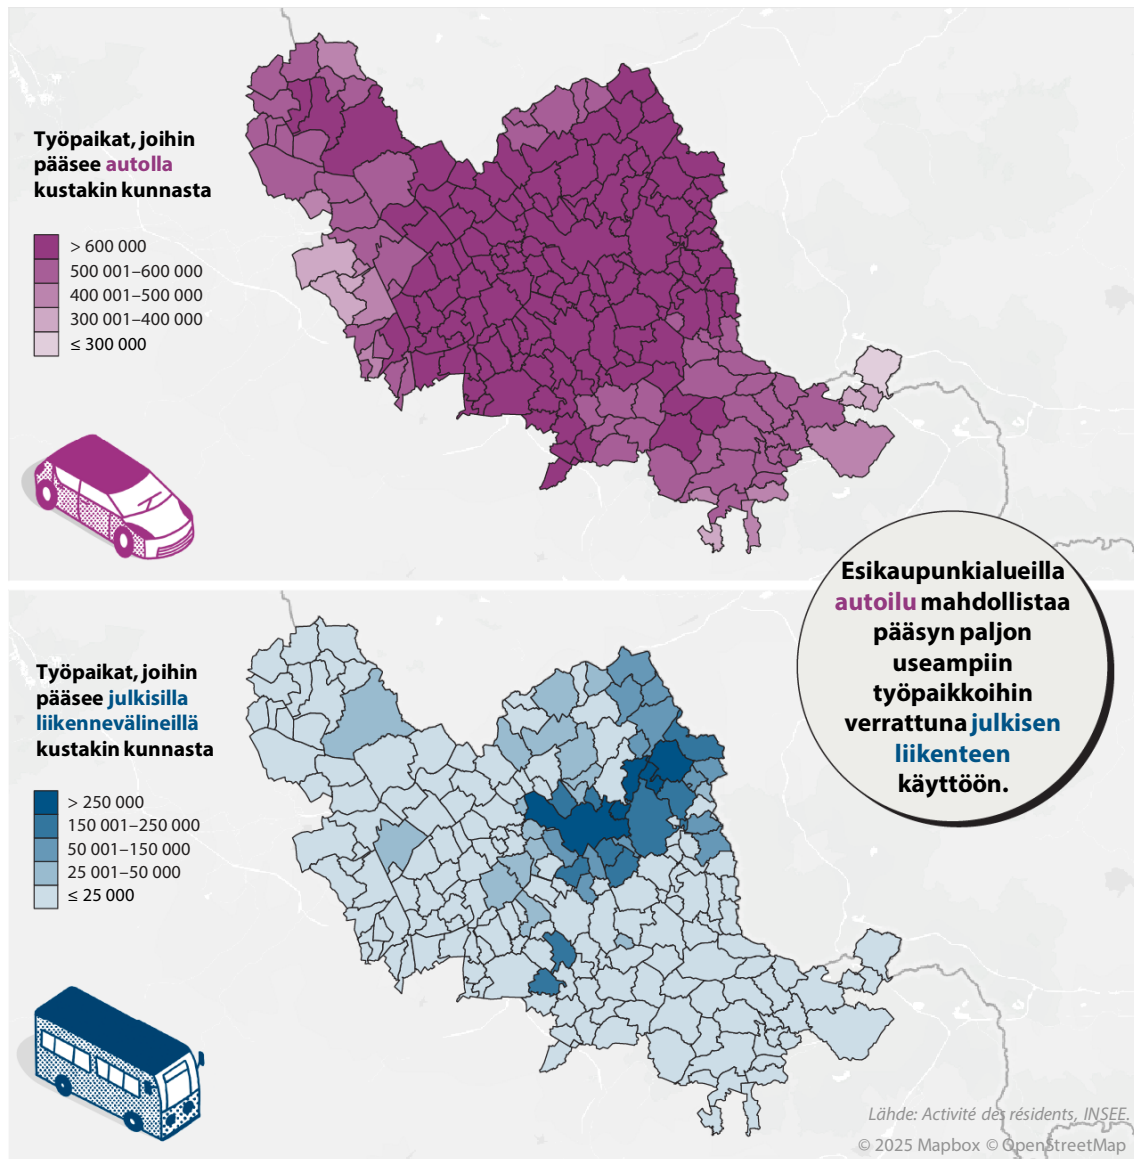 Työpaikat, joihin
pääsee autolla
kustakin kunnasta
> 600 000
500 001–600 000
400 001–500 000
300 001–400 000
≤ 300 000
Esikaupunkialueilla
autoilu mahdollistaa
pääsyn paljon
useampiin
työpaikkoihin
verrattuna julkisen
liikenteen
käyttöön.
Työpaikat, joihin
pääsee julkisilla
liikennevälineillä
kustakin kunnasta
> 250 000
150 001–250 000
50 001–150 000
25 001–50 000
≤ 25 000
Lähde: Activité des résidents, INSEE.
© 2025 Mapbox © OpenStreetMap